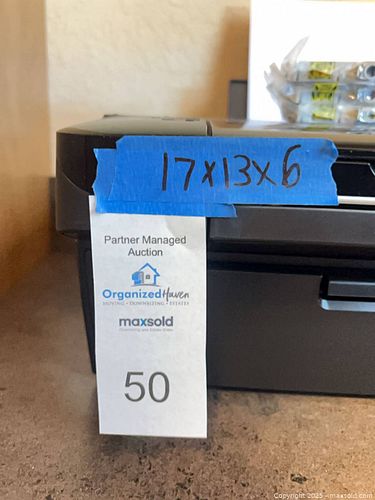 17x13x6
Partner Managed
Auction
OrganizedHaven
MOVING • DOWNSIZING • ESTATES
maxsold
Downsizing and Estate Sales
50
Copyright 2025 - maxsold.com